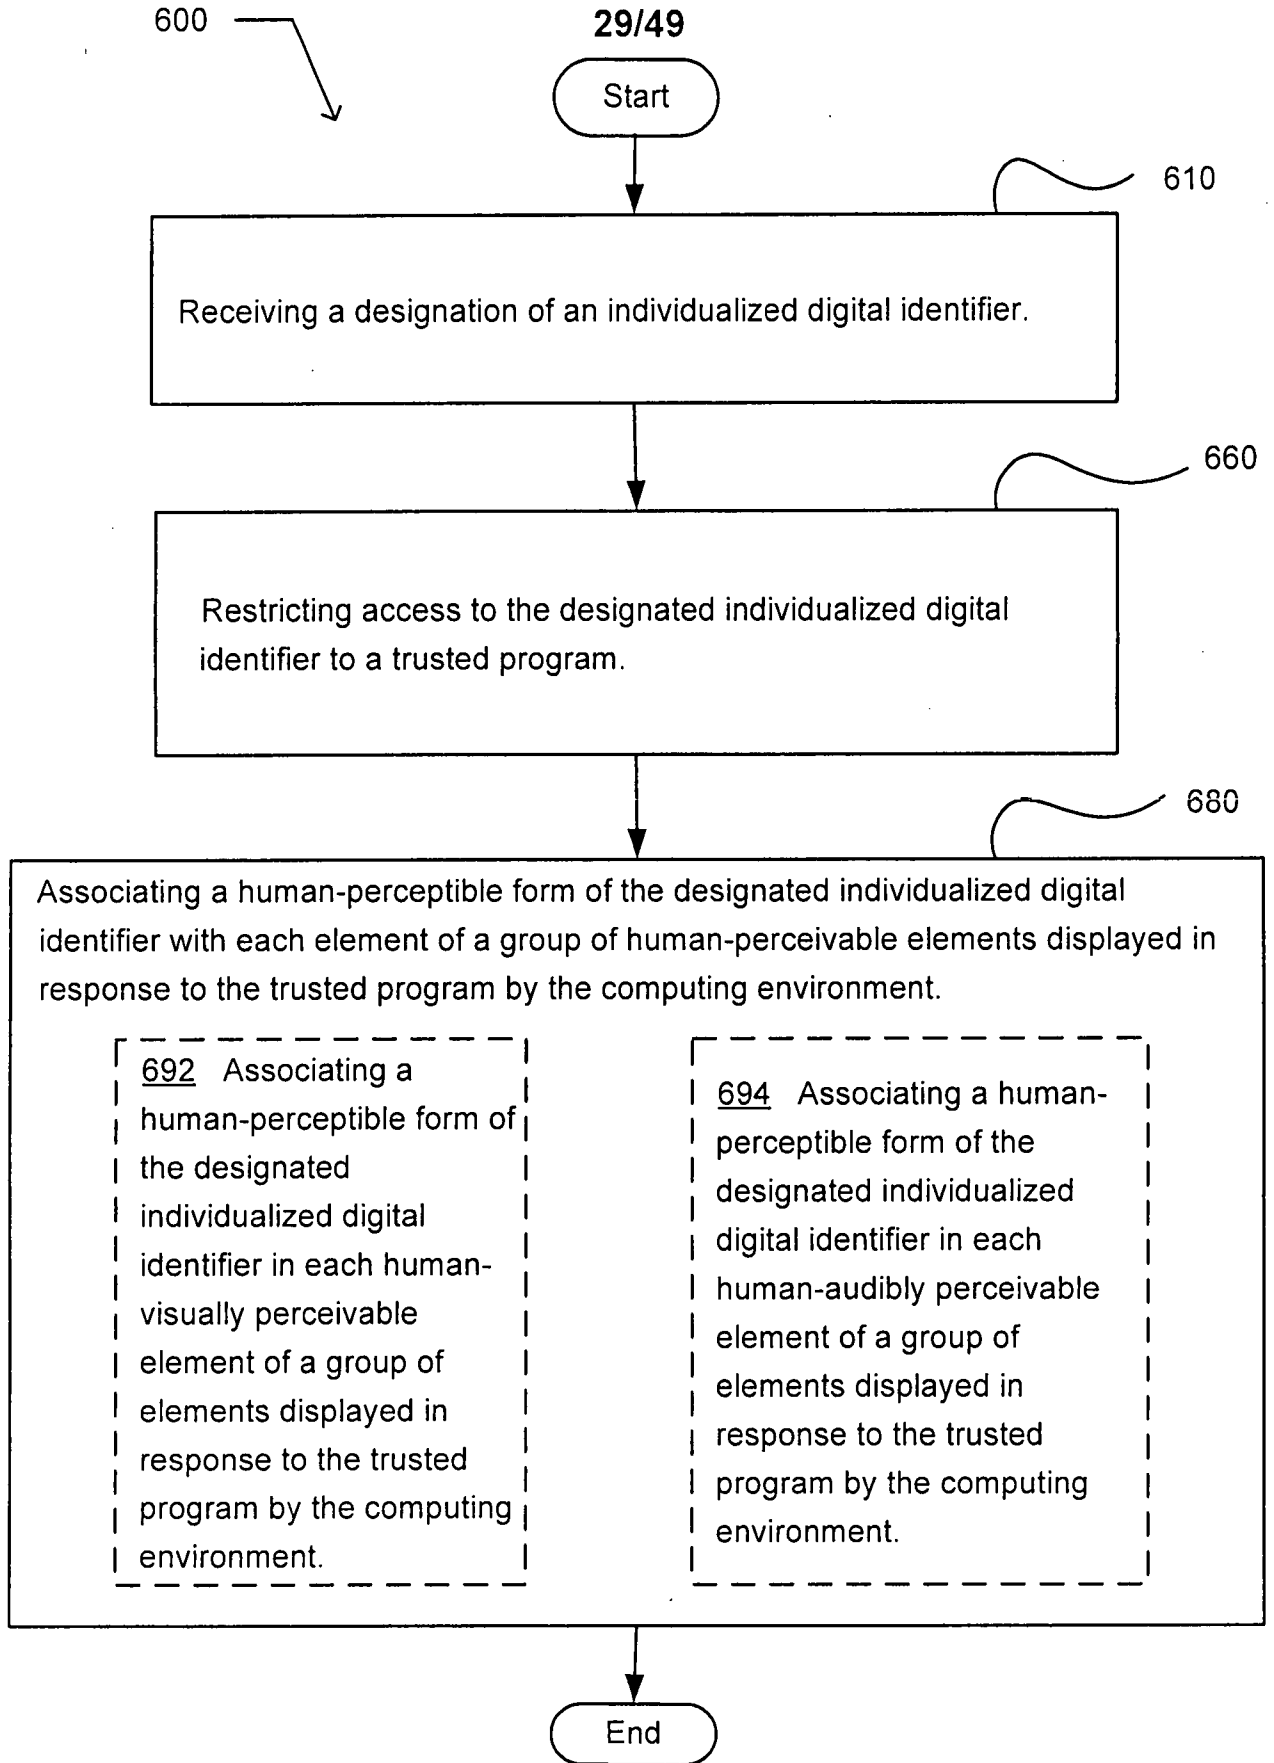 600
29/49
Start
610
Receiving a designation of an individualized digital identifier.
660
Restricting access to the designated individualized digital
identifier to a trusted program.
680
Associating a human-perceptible form of the designated individualized digital
identifier with each element of a group of human-perceivable elements displayed in
response to the trusted program by the computing environment.
692 Associating a
human-perceptible form of
the designated
individualized digital
identifier in each human-
visually perceivable
element of a group of
elements displayed in
response to the trusted
program by the computing
environment.
694 Associating a human-
perceptible form of the
designated individualized
digital identifier in each
human-audibly perceivable
element of a group of
elements displayed in
response to the trusted
program by the computing
environment.
End